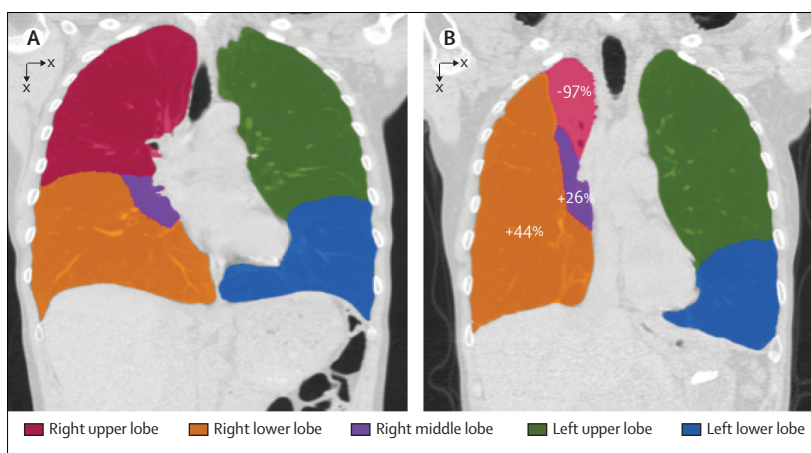 A
x
x
B
x
x
-97%
+26%
+44%
Right upper lobe
Right lower lobe
Right middle lobe
Left upper lobe
Left lower lobe